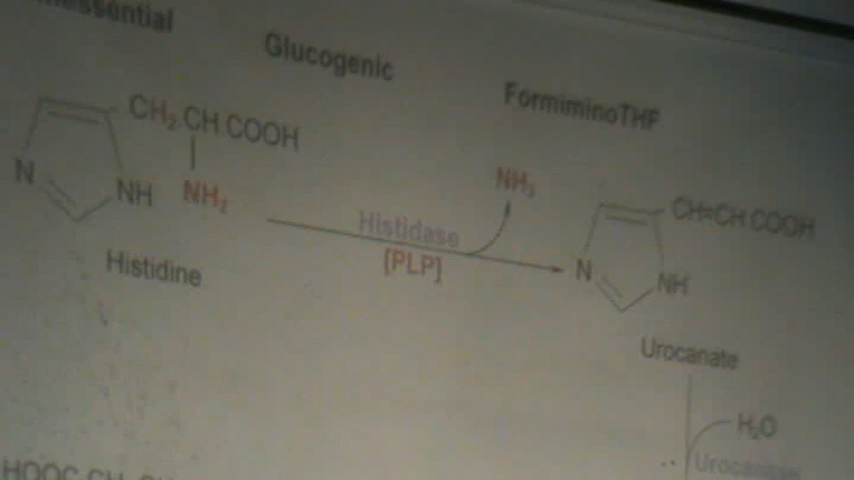 Glucogenic
FormiminoTHF
CH₂.CH.COOH
NH₂
N
NH
Histidine
Histidase
[PLP]
NH₃
CH=CH.COOH
N
NH
Urocanate
H₂O